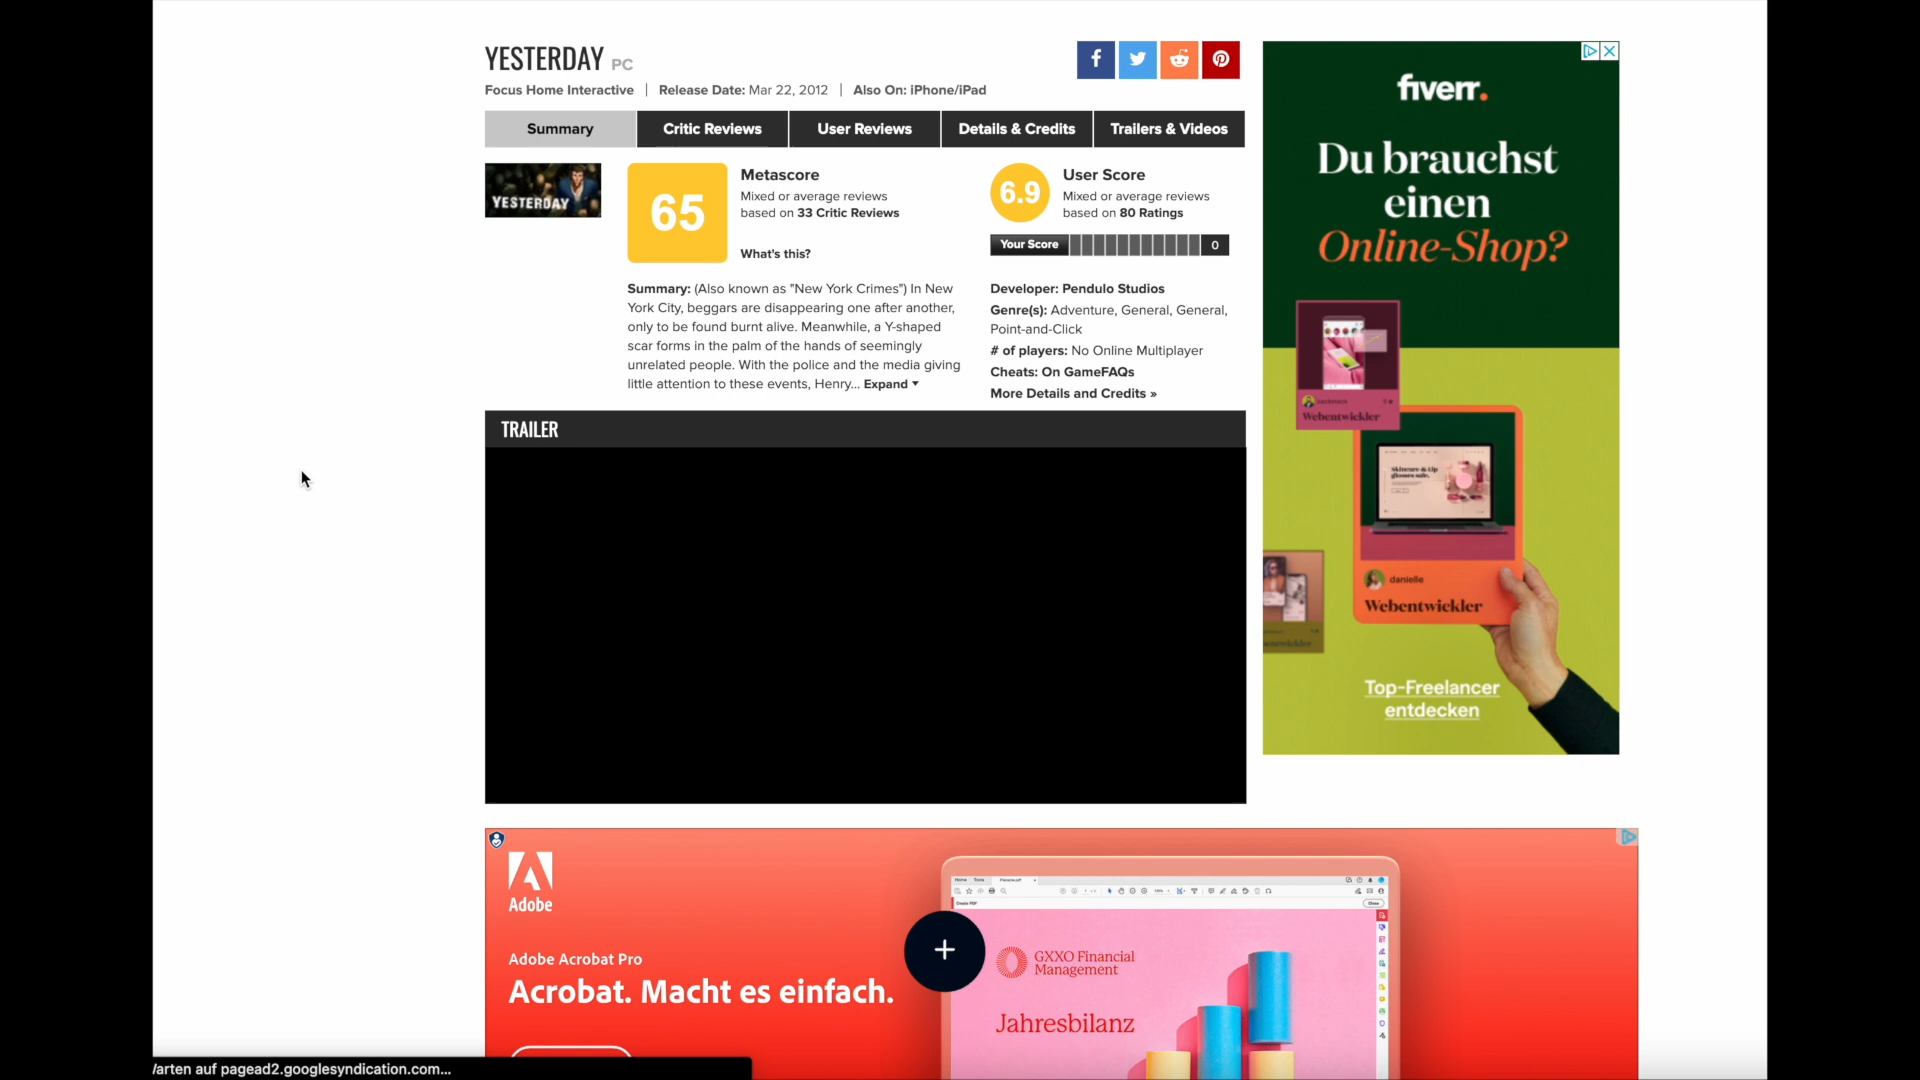 YESTERDAY PC
Focus Home Interactive | Release Date: Mar 22, 2012 | Also On: iPhone/iPad
Summary
Critic Reviews
User Reviews
Details & Credits
Trailers & Videos
YESTERDAY
65
Metascore
Mixed or average reviews
based on 33 Critic Reviews
What's this?
6.9
User Score
Mixed or average reviews
based on 80 Ratings
Your Score
0
Summary: (Also known as "New York Crimes") In New
York City, beggars are disappearing one after another,
only to be found burnt alive. Meanwhile, a Y-shaped
scar forms in the palm of the hands of seemingly
unrelated people. With the police and the media giving
little attention to these events, Henry... Expand
Developer: Pendulo Studios
Genre(s): Adventure, General, General,
Point-and-Click
# of players: No Online Multiplayer
Cheats: On GameFAQs
More Details and Credits »
TRAILER
fiverr.
Du brauchst
einen
Online-Shop?
Webentwickler
Skincare & Up
danielle
Webentwickler
Top-Freelancer
entdecken
Adobe
Adobe Acrobat Pro
Acrobat. Macht es einfach.
Home Tools
Create PDF
Close
GXXO Financial
Management
Jahresbilanz
/arten auf pagead2.googlesyndication.com...